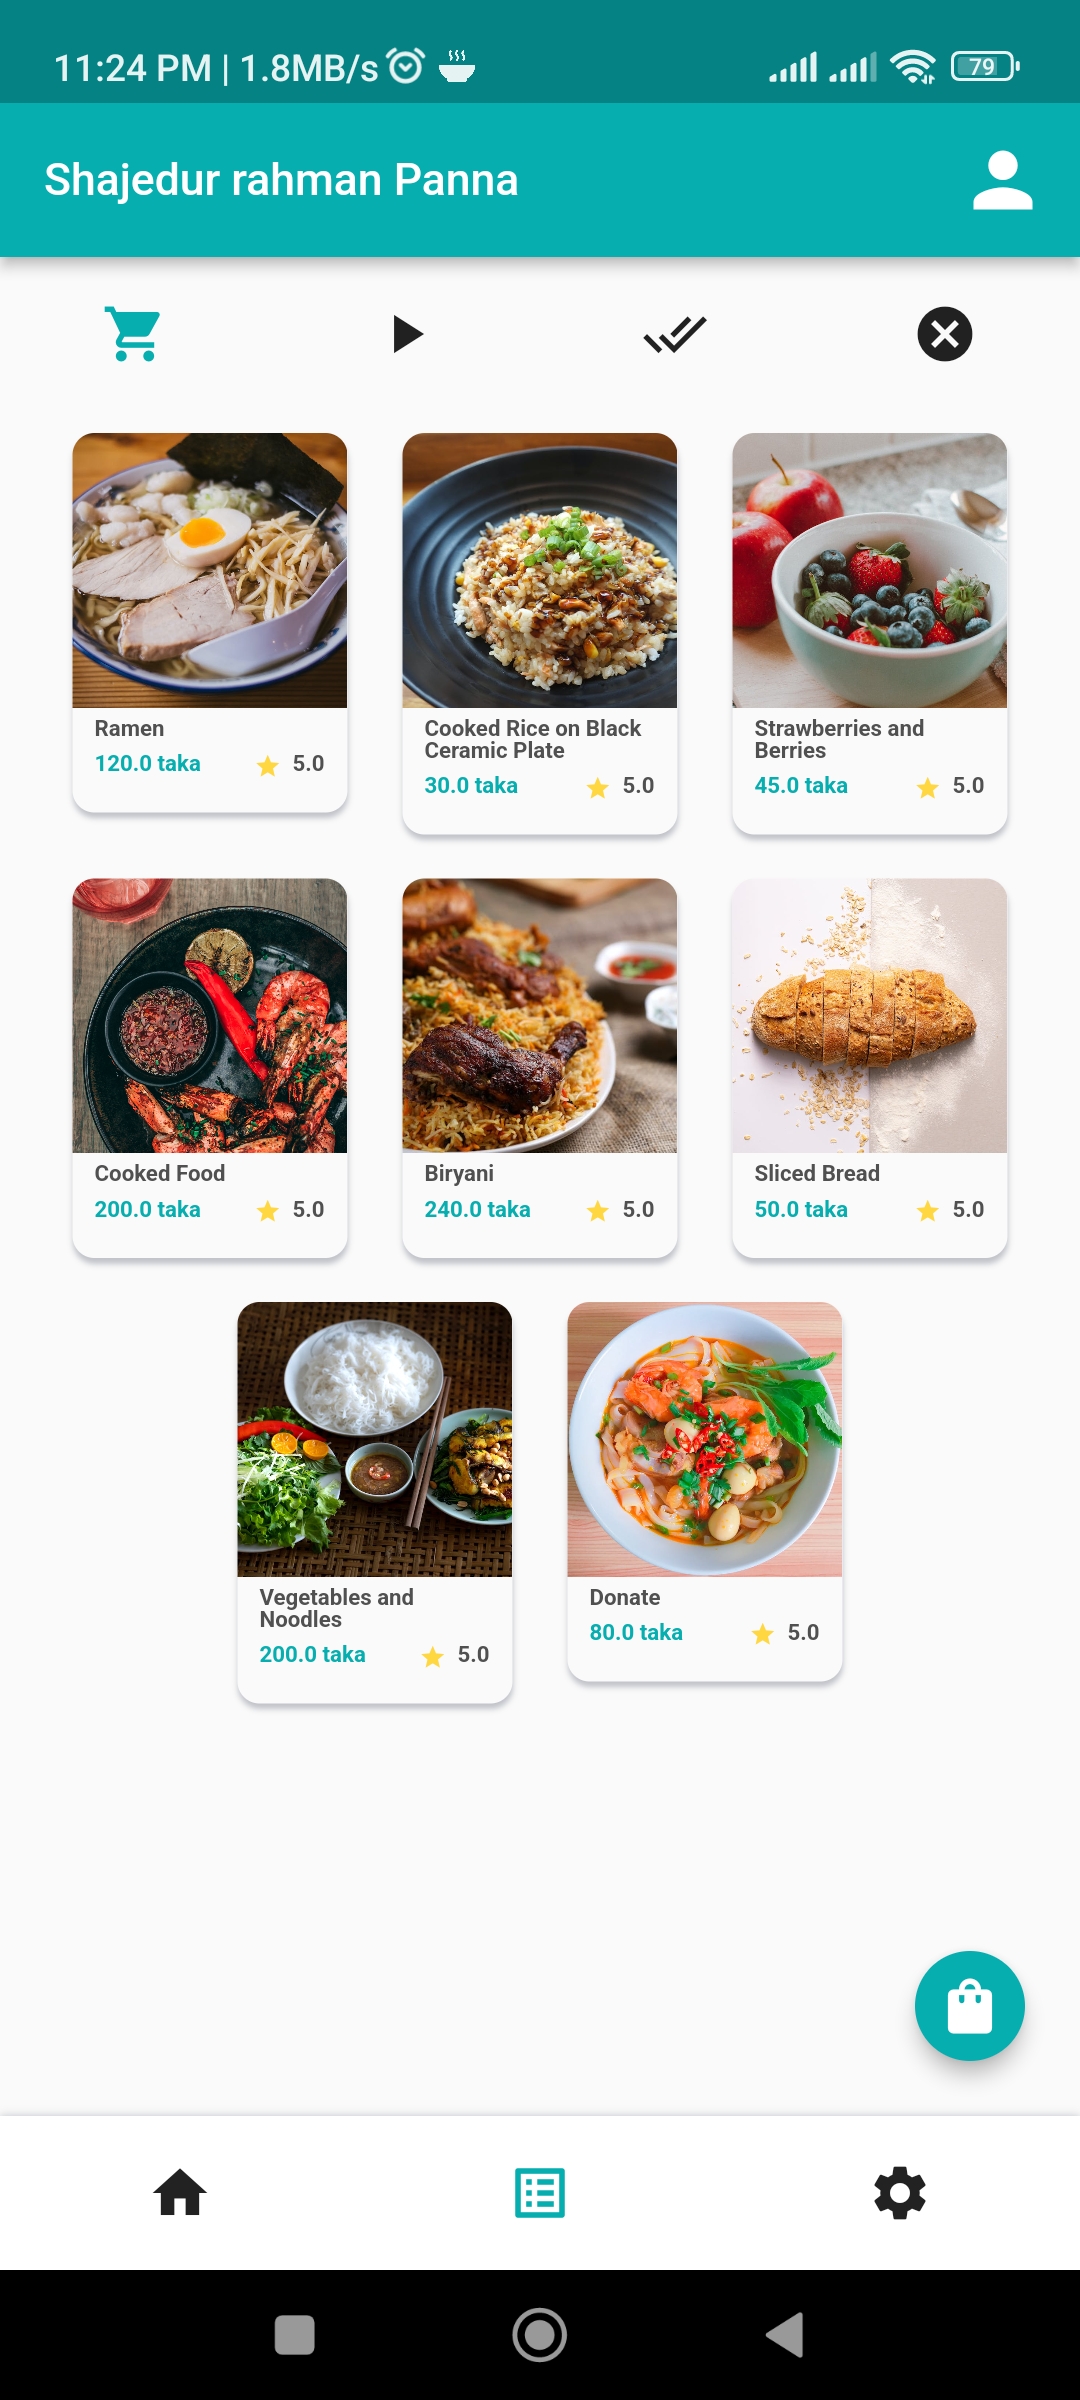 11:24 PM | 1.8MB/s
79
Shajedur rahman Panna
Ramen
120.0 taka 5.0
Cooked Rice on Black
Ceramic Plate
30.0 taka 5.0
Strawberries and
Berries
45.0 taka 5.0
Cooked Food
200.0 taka 5.0
Biryani
240.0 taka 5.0
Sliced Bread
50.0 taka 5.0
Vegetables and
Noodles
200.0 taka 5.0
Donate
80.0 taka 5.0